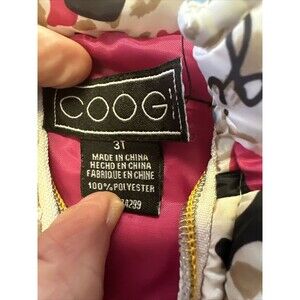 COOGI
3T
MADE IN CHINA
HECHO EN CHINA
FABRIQUE EN CHINE
100% POLYESTER